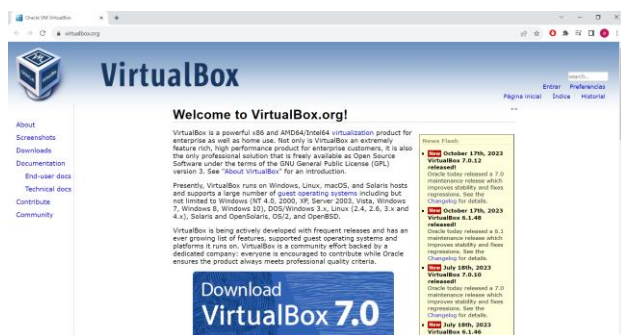 Oracle VM VirtualBox
virtualbox.org
VirtualBox
search...
Entrar Preferencias
Página inicial Índice Historial
About
Screenshots
Downloads
Documentation
End-user docs
Technical docs
Contribute
Community
Welcome to VirtualBox.org!
VirtualBox is a powerful x86 and AMD64/Intel64 virtualization product for
enterprise as well as home use. Not only is VirtualBox an extremely
feature rich, high performance product for enterprise customers, it is also
the only professional solution that is freely available as Open Source
Software under the terms of the GNU General Public License (GPL)
version 3. See "About VirtualBox" for an introduction.
Presently, VirtualBox runs on Windows, Linux, macOS, and Solaris hosts
and supports a large number of guest operating systems including but
not limited to Windows (NT 4.0, 2000, XP, Server 2003, Vista, Windows
7, Windows 8, Windows 10), DOS/Windows 3.x, Linux (2.4, 2.6, 3.x and
4.x), Solaris and OpenSolaris, OS/2, and OpenBSD.
VirtualBox is being actively developed with frequent releases and has an
ever growing list of features, supported guest operating systems and
platforms it runs on. VirtualBox is a community effort backed by a
dedicated company: everyone is encouraged to contribute while Oracle
ensures the product always meets professional quality criteria.
Download
VirtualBox 7.0
News Flash
New October 17th, 2023
VirtualBox 7.0.12
released!
Oracle today released a 7.0
maintenance release which
improves stability and fixes
regressions. See the
Changelog for details.
New October 17th, 2023
VirtualBox 6.1.48
released!
Oracle today released a 6.1
maintenance release which
improves stability and fixes
regressions. See the
Changelog for details.
New July 18th, 2023
VirtualBox 7.0.10
released!
Oracle today released a 7.0
maintenance release which
improves stability and fixes
regressions. See the
Changelog for details.
New July 18th, 2023
VirtualBox 6.1.46